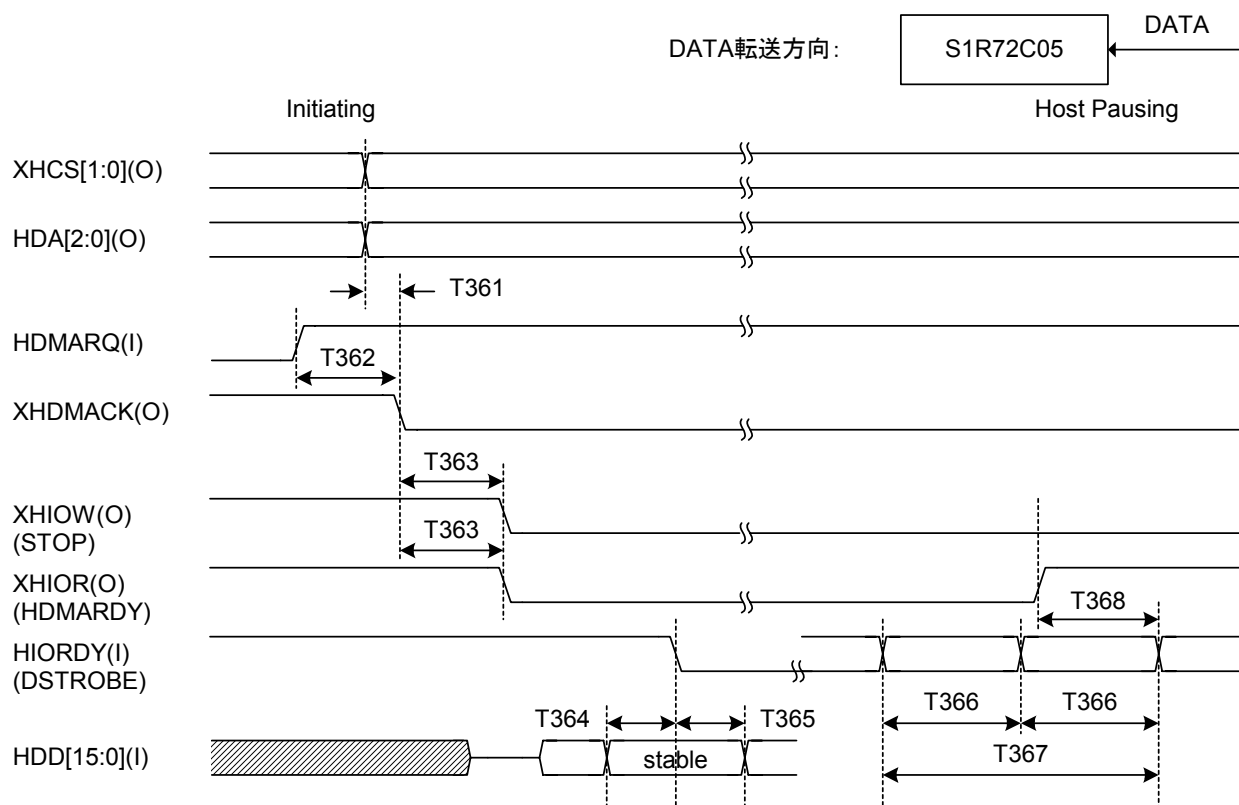 DATA転送方向:
S1R72C05
DATA
Initiating
Host Pausing
XHCS[1:0](O)
HDA[2:0](O)
T361
HDMARQ(I)
T362
XHDMACK(O)
T363
XHIOW(O)
(STOP)
T363
XHIOR(O)
(HDMARDY)
T368
HIORDY(I)
(DSTROBE)
T364
T365
T366
T366
HDD[15:0](I)
stable
T367